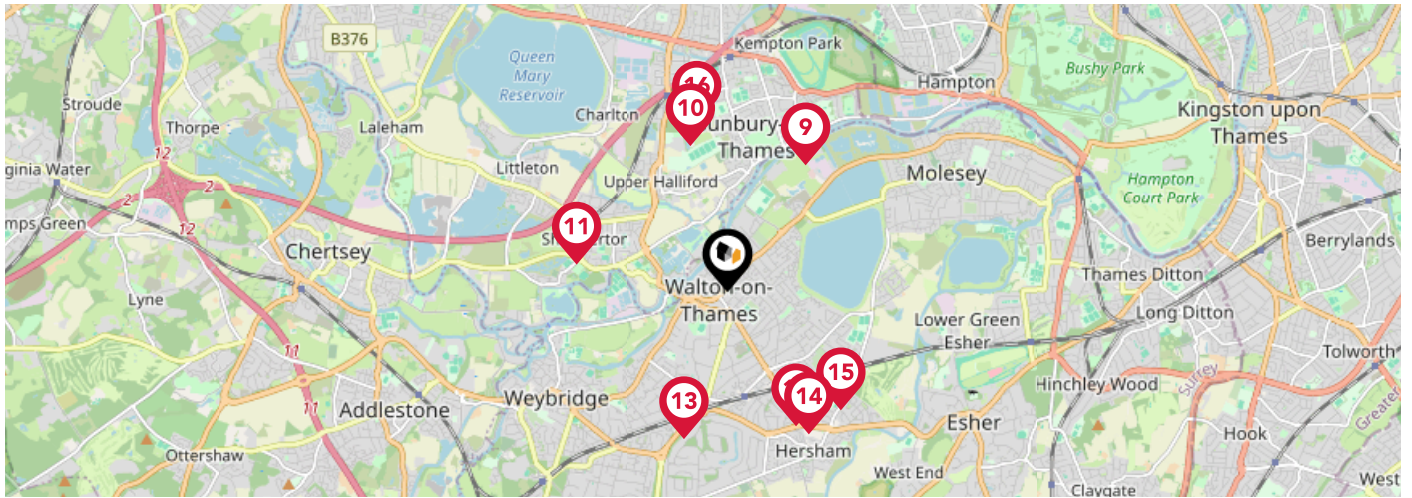 B376
Queen
Mary
Reservoir
Kempton Park
Bushy Park
Hampton
Stroude
Thorpe
Laleham
Charlton
16
10
9
unbury-
Thames
Kingston upon
Thames
12
2
2
12
ginia Water
Littleton
Upper Halliford
Molesey
Hampton
Court Park
mps Green
Chertsey
11
Berrylands
Walton-on-
Thames
Thames Ditton
Lyne
Long Ditton
Lower Green
Esher
11
11
Tolworth
Surrey
Greater
Hinchley Wood
Weybridge
Addlestone
13
14
15
Esher
Hook
Hersham
Ottershaw
West End
West
Claygate